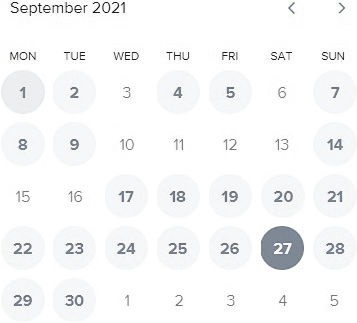 September 2021
MON TUE WED THU FRI SAT SUN
1 2 3 4 5 6 7
8 9 10 11 12 13 14
15 16 17 18 19 20 21
22 23 24 25 26 27 28
29 30 1 2 3 4 5